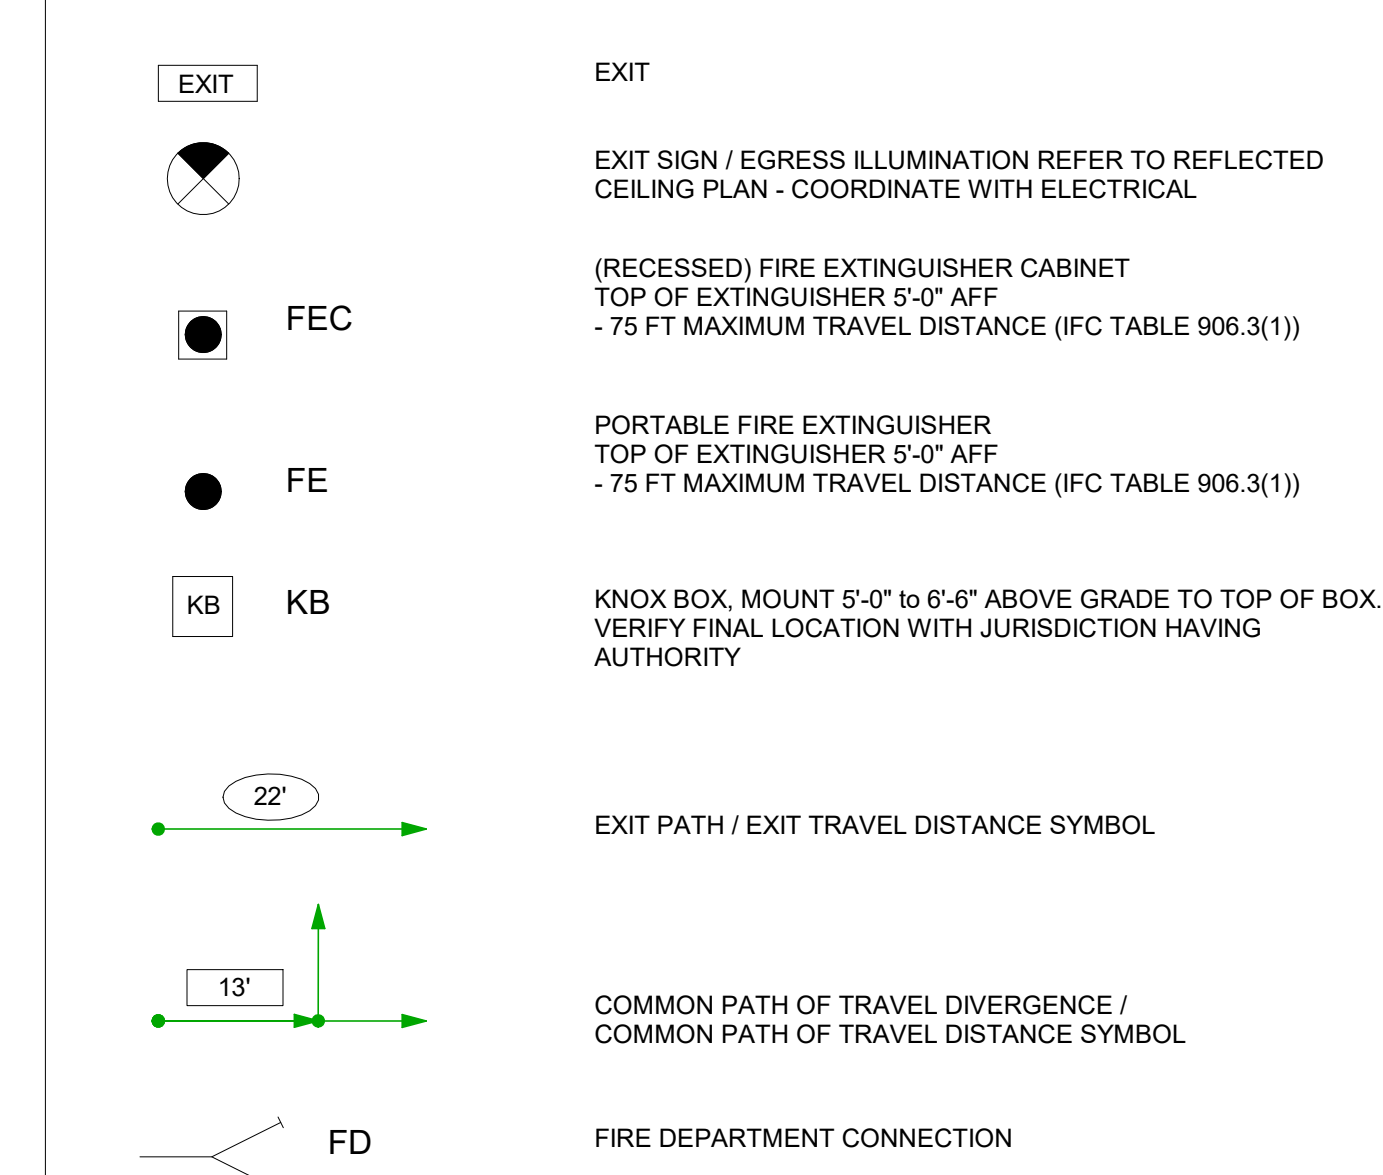 EXIT
EXIT
EXIT SIGN / EGRESS ILLUMINATION REFER TO REFLECTED
CEILING PLAN - COORDINATE WITH ELECTRICAL
FEC
(RECESSED) FIRE EXTINGUISHER CABINET
TOP OF EXTINGUISHER 5'-0" AFF
- 75 FT MAXIMUM TRAVEL DISTANCE (IFC TABLE 906.3(1))
FE
PORTABLE FIRE EXTINGUISHER
TOP OF EXTINGUISHER 5'-0" AFF
- 75 FT MAXIMUM TRAVEL DISTANCE (IFC TABLE 906.3(1))
KB
KB
KNOX BOX, MOUNT 5'-0" to 6'-6" ABOVE GRADE TO TOP OF BOX.
VERIFY FINAL LOCATION WITH JURISDICTION HAVING
AUTHORITY
22'
EXIT PATH / EXIT TRAVEL DISTANCE SYMBOL
13'
COMMON PATH OF TRAVEL DIVERGENCE /
COMMON PATH OF TRAVEL DISTANCE SYMBOL
FD
FIRE DEPARTMENT CONNECTION